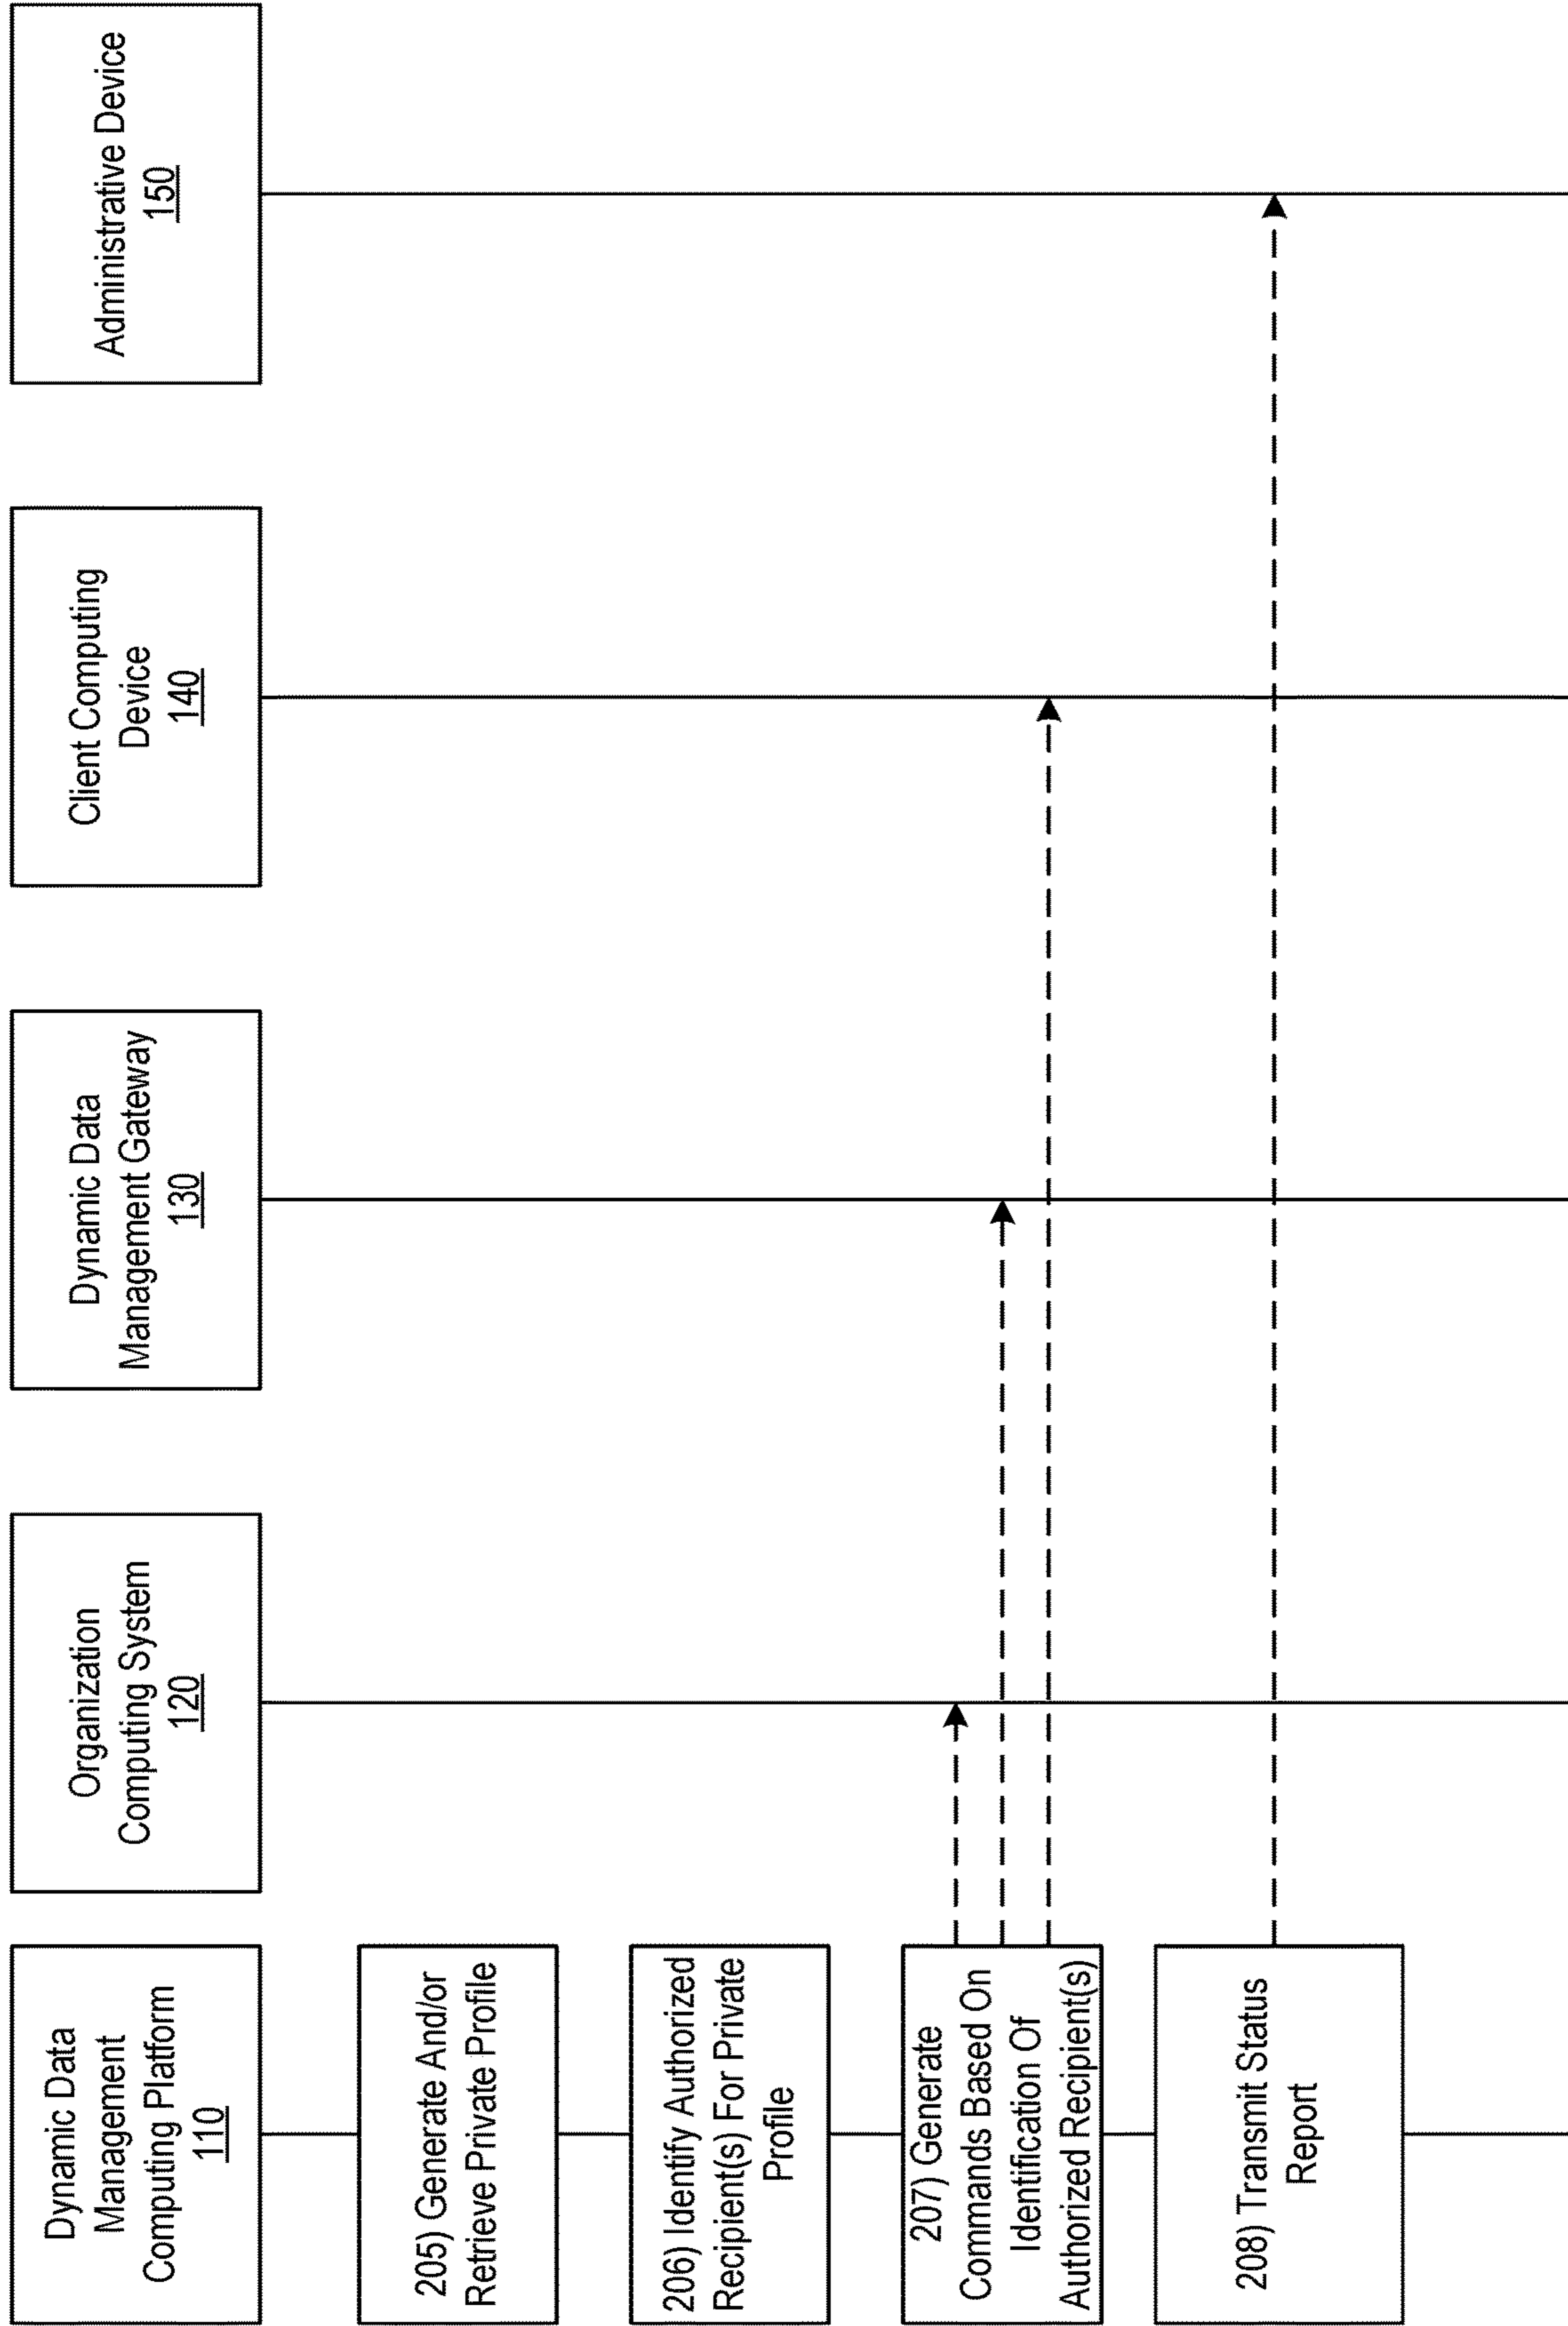 Dynamic Data
Management
Computing Platform
110
Organization
Computing System
120
Dynamic Data
Management Gateway
130
Client Computing
Device
140
Administrative Device
150
205) Generate And/or
Retrieve Private Profile
206) Identify Authorized
Recipient(s) For Private
Profile
207) Generate
Commands Based On
Identification Of
Authorized Recipient(s)
208) Transmit Status
Report